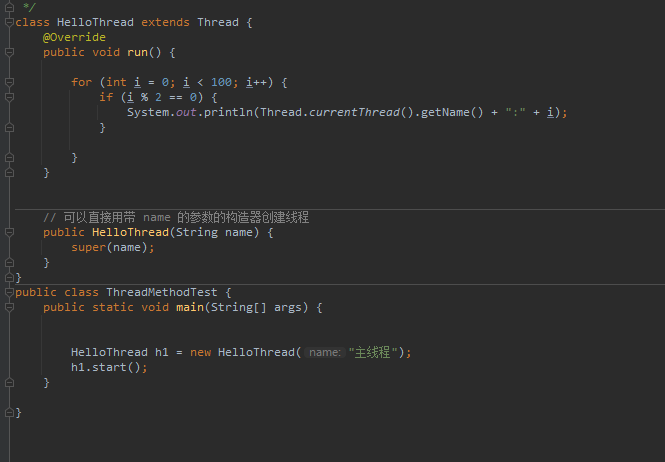 */
class HelloThread extends Thread {
@Override
public void run() {
for (int i = 0; i < 100; i++) {
if (i % 2 == 0) {
System.out.println(Thread.currentThread().getName() + ":" + i);
}
}
}
// 可以直接用带 name 的参数的构造器创建线程
public HelloThread(String name) {
super(name);
}
}
public class ThreadMethodTest {
public static void main(String[] args) {
HelloThread h1 = new HelloThread( name: "主线程");
h1.start();
}
}